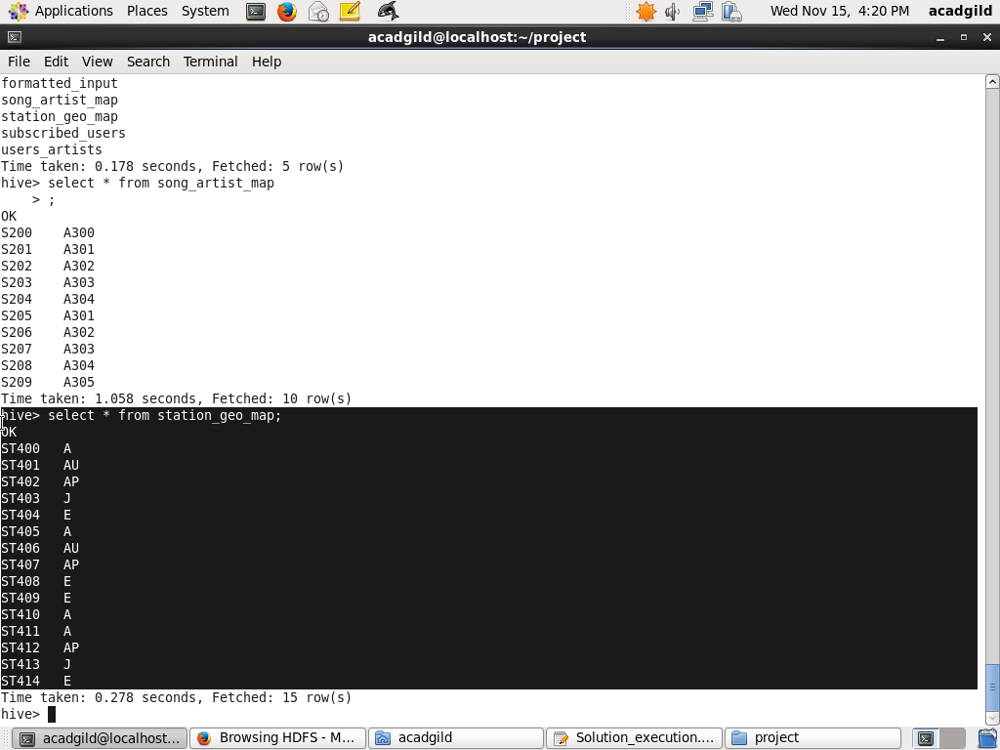 Applications Places System Wed Nov 15, 4:20 PM acadgild
acadgild@localhost:~/project
File Edit View Search Terminal Help
formatted_input
song_artist_map
station_geo_map
subscribed_users
users_artists
Time taken: 0.178 seconds, Fetched: 5 row(s)
hive> select * from song_artist_map
    > ;
OK
S200    A300
S201    A301
S202    A302
S203    A303
S204    A304
S205    A301
S206    A302
S207    A303
S208    A304
S209    A305
Time taken: 1.058 seconds, Fetched: 10 row(s)
hive> select * from station_geo_map;
OK
ST400   A
ST401   AU
ST402   AP
ST403   J
ST404   E
ST405   A
ST406   AU
ST407   AP
ST408   E
ST409   E
ST410   A
ST411   A
ST412   AP
ST413   J
ST414   E
Time taken: 0.278 seconds, Fetched: 15 row(s)
hive>
acadgild@localhost... Browsing HDFS - M... acadgild Solution_execution.... project